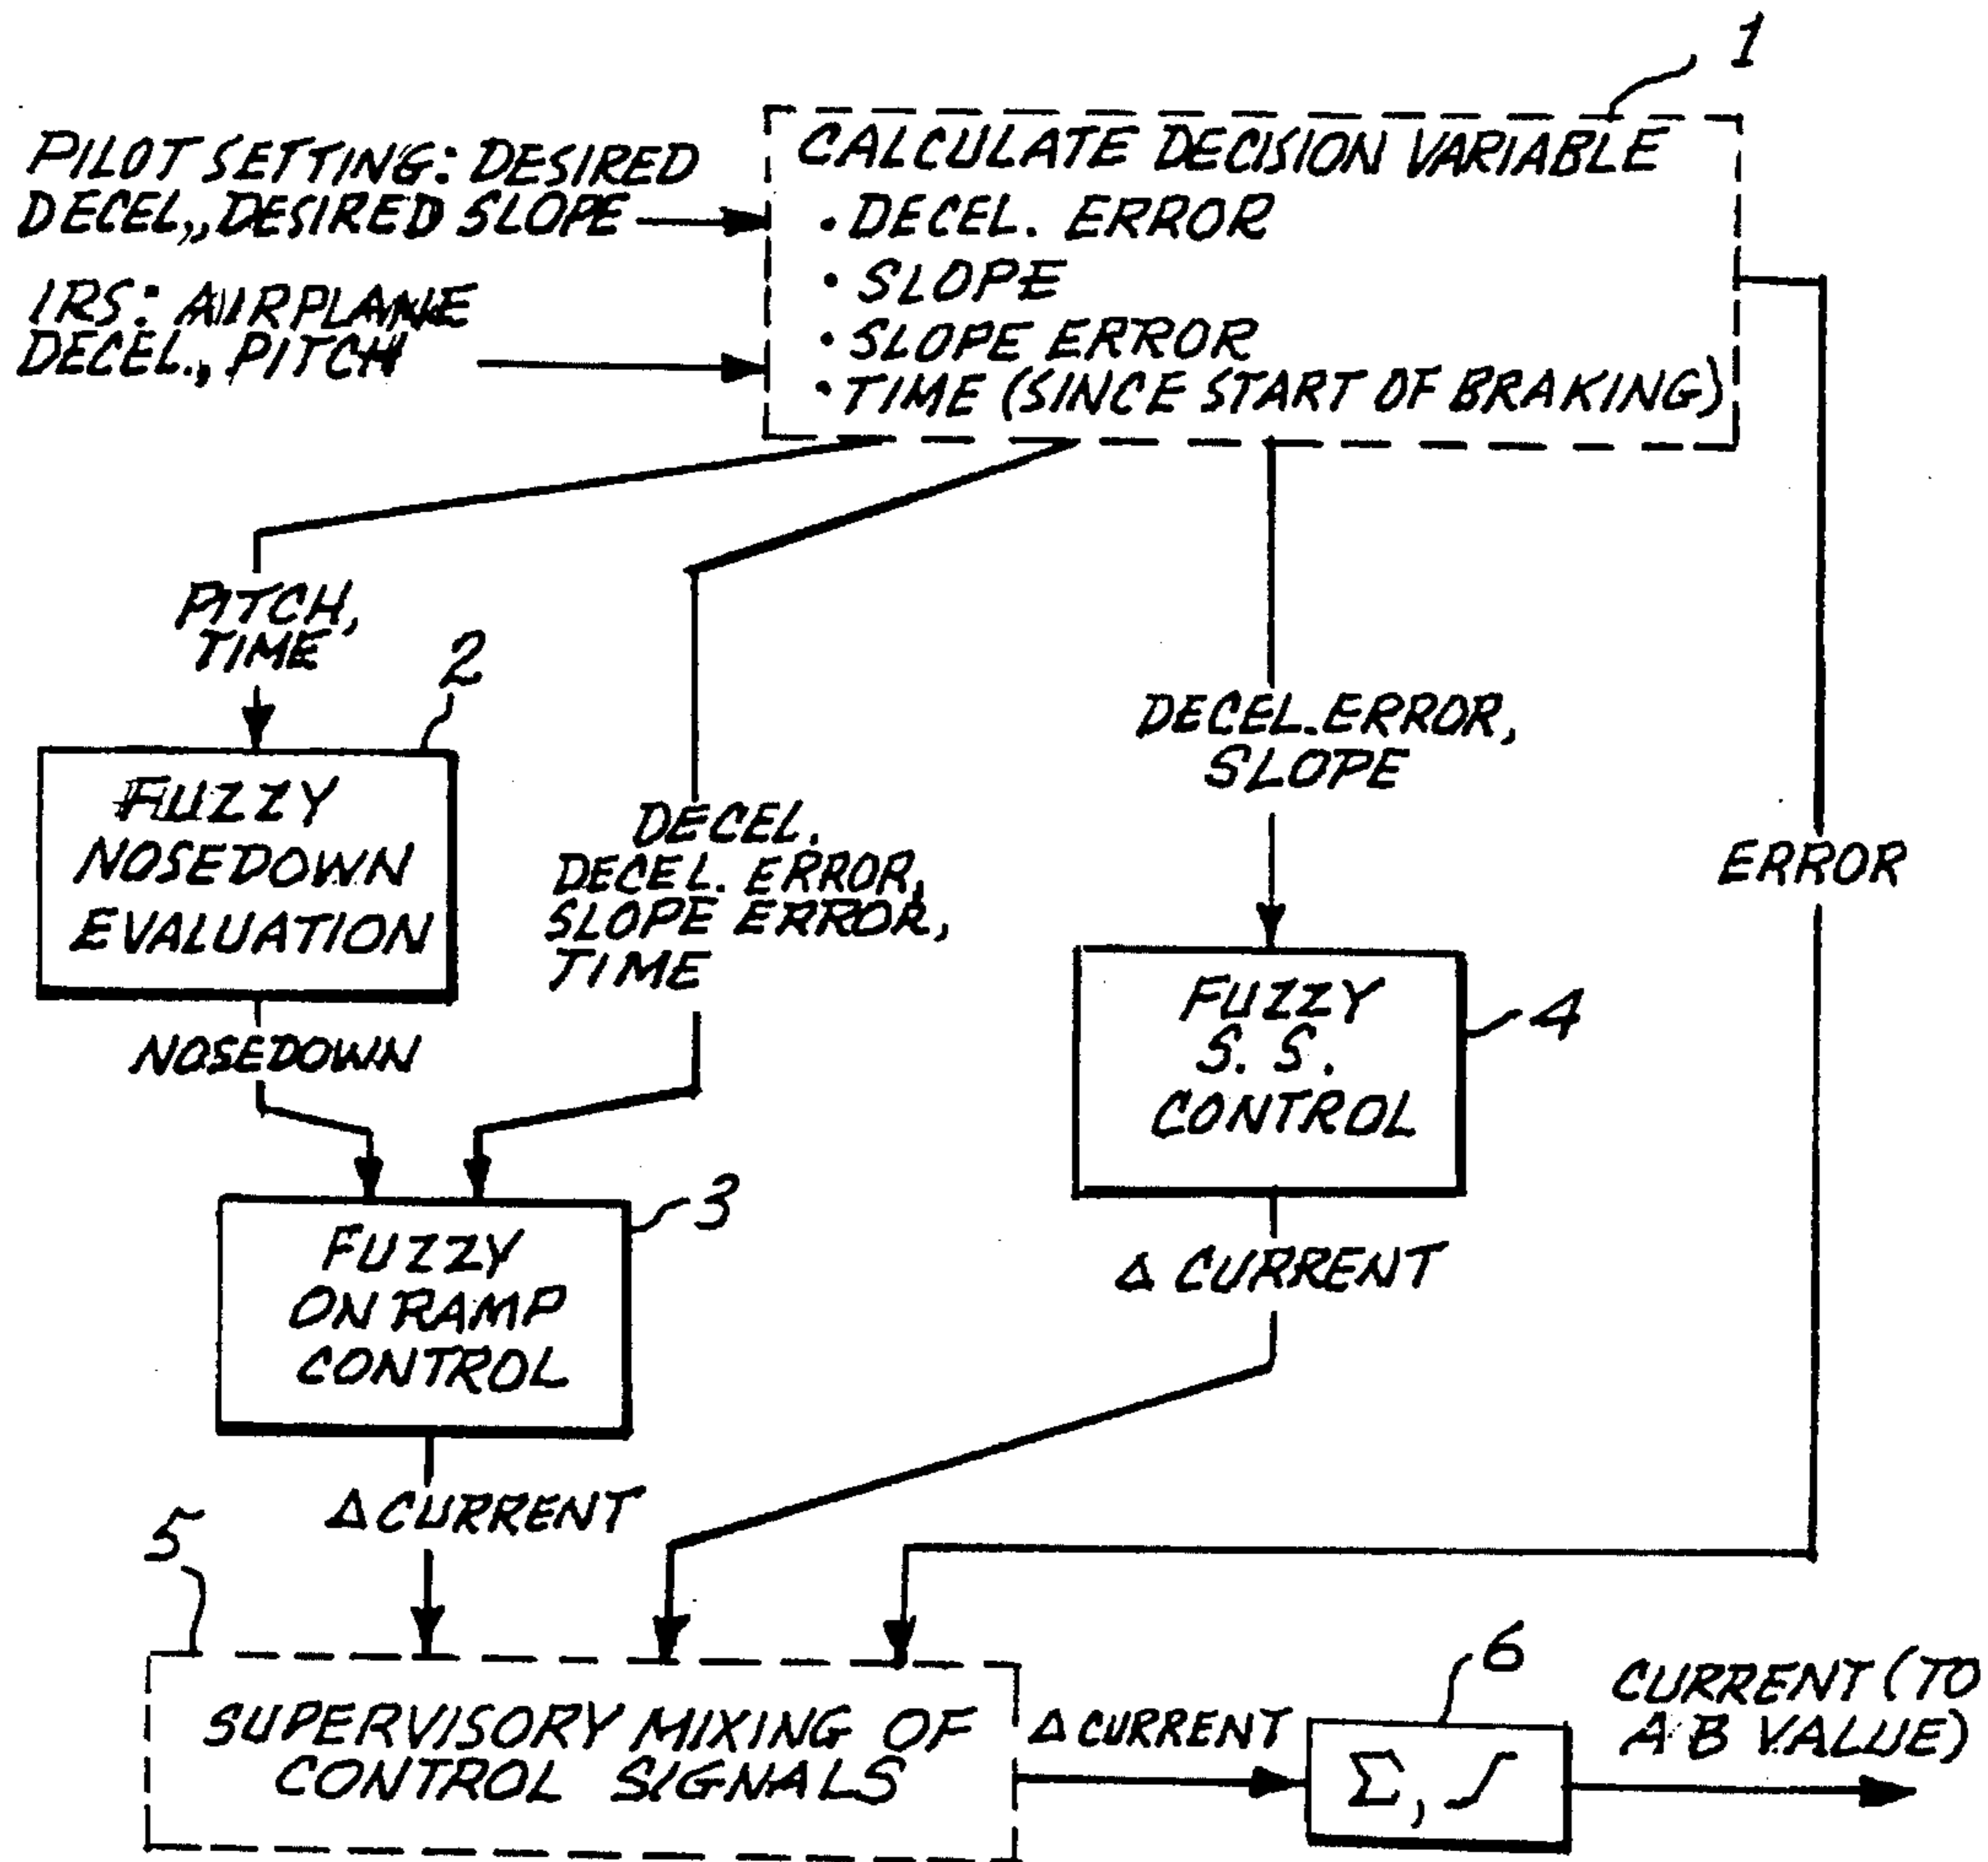 1
PILOT SETTING: DESIRED
DECEL., DESIRED SLOPE
IRS: AIRPLANE
DECEL., PITCH
CALCULATE DECISION VARIABLE
• DECEL. ERROR
• SLOPE
• SLOPE ERROR
• TIME (SINCE START OF BRAKING)
PITCH,
TIME
2
FUZZY
NOSEDOWN
EVALUATION
NOSEDOWN
DECEL.
DECEL. ERROR,
SLOPE ERROR,
TIME
DECEL. ERROR,
SLOPE
ERROR
FUZZY
S. S.
CONTROL
4
3
FUZZY
ON RAMP
CONTROL
Δ CURRENT
Δ CURRENT
5
SUPERVISORY MIXING OF
CONTROL SIGNALS
Δ CURRENT
6
Σ, ∫
CURRENT (TO
A/B VALUE)